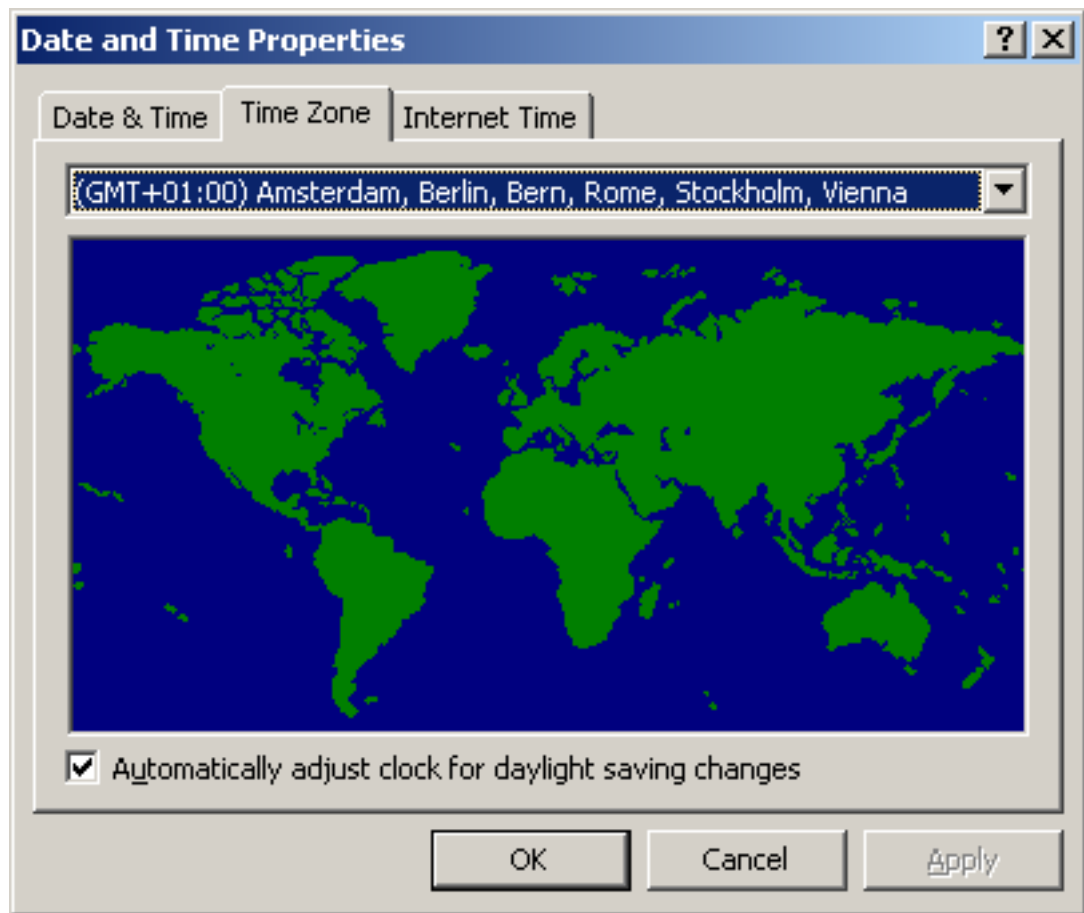 Date and Time Properties
Date & Time Time Zone Internet Time
(GMT+01:00) Amsterdam, Berlin, Bern, Rome, Stockholm, Vienna
Automatically adjust clock for daylight saving changes
OK Cancel Apply